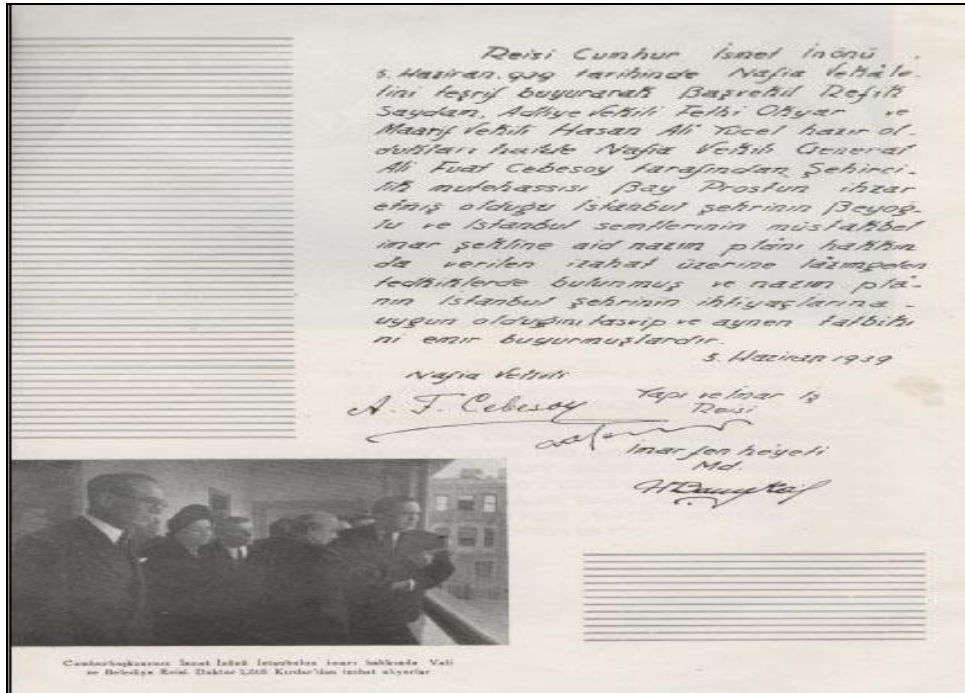 Reisi Cumhur İsmet İnönü
5. Haziran. 939 tarihinde Nafia Vekâle-
tini teşrif buyurarak Başvekil Refik
Saydam, Adliye Vekili Fethi Okyar ve
Maarif Vekili Hasan Ali Yücel hazır ol-
dukları halde Nafia Vekili General
Ali Fuat Cebesoy tarafından, Şehirci-
lik mutehassısı Bay Prostun ihzar
etmiş olduğu İstanbul şehrinin Beyoğ-
lu ve İstanbul semtlerinin müstakbel
imar şekline aid nazım plânı hakkın
da verilen izahat üzerine lâzımgelen
tedkiklerde bulunmuş ve nazım plâ-
nın İstanbul şehrinin ihtiyaçlarına
uygun olduğını tasvip ve aynen tatbiki
ni emir buyurmuşlardır.
5. Haziran 1939
Nafia Vekili
A. F. Cebesoy
Yapı ve İmar İş
Reisi
İmar fen heyeti
Md.
Cumhurbaşkanımız İsmet İnönü İstanbulun imarı hakkında Vali
ve Belediye Reisi Doktor Lûtfi Kırdar'dan izahat alıyorlar